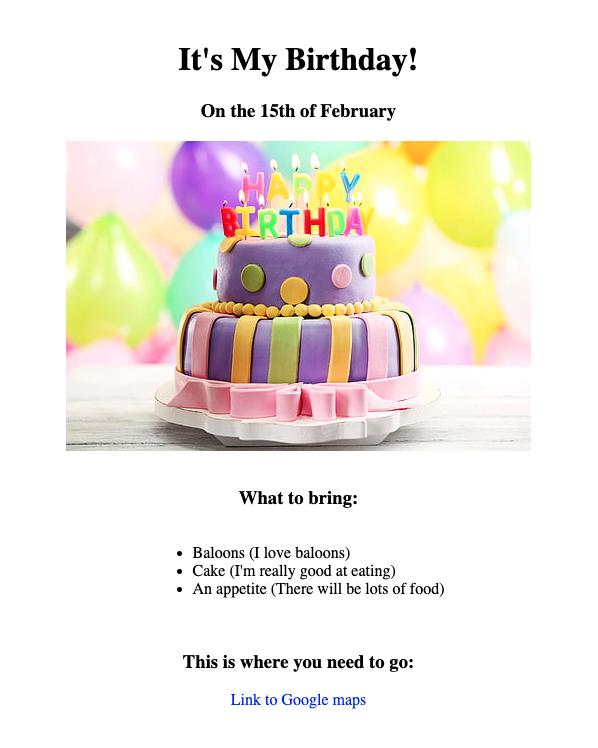 It's My Birthday!
On the 15th of February
HAPPY
BIRTHDAY
What to bring:
Baloons (I love baloons)
Cake (I'm really good at eating)
An appetite (There will be lots of food)
This is where you need to go:
Link to Google maps